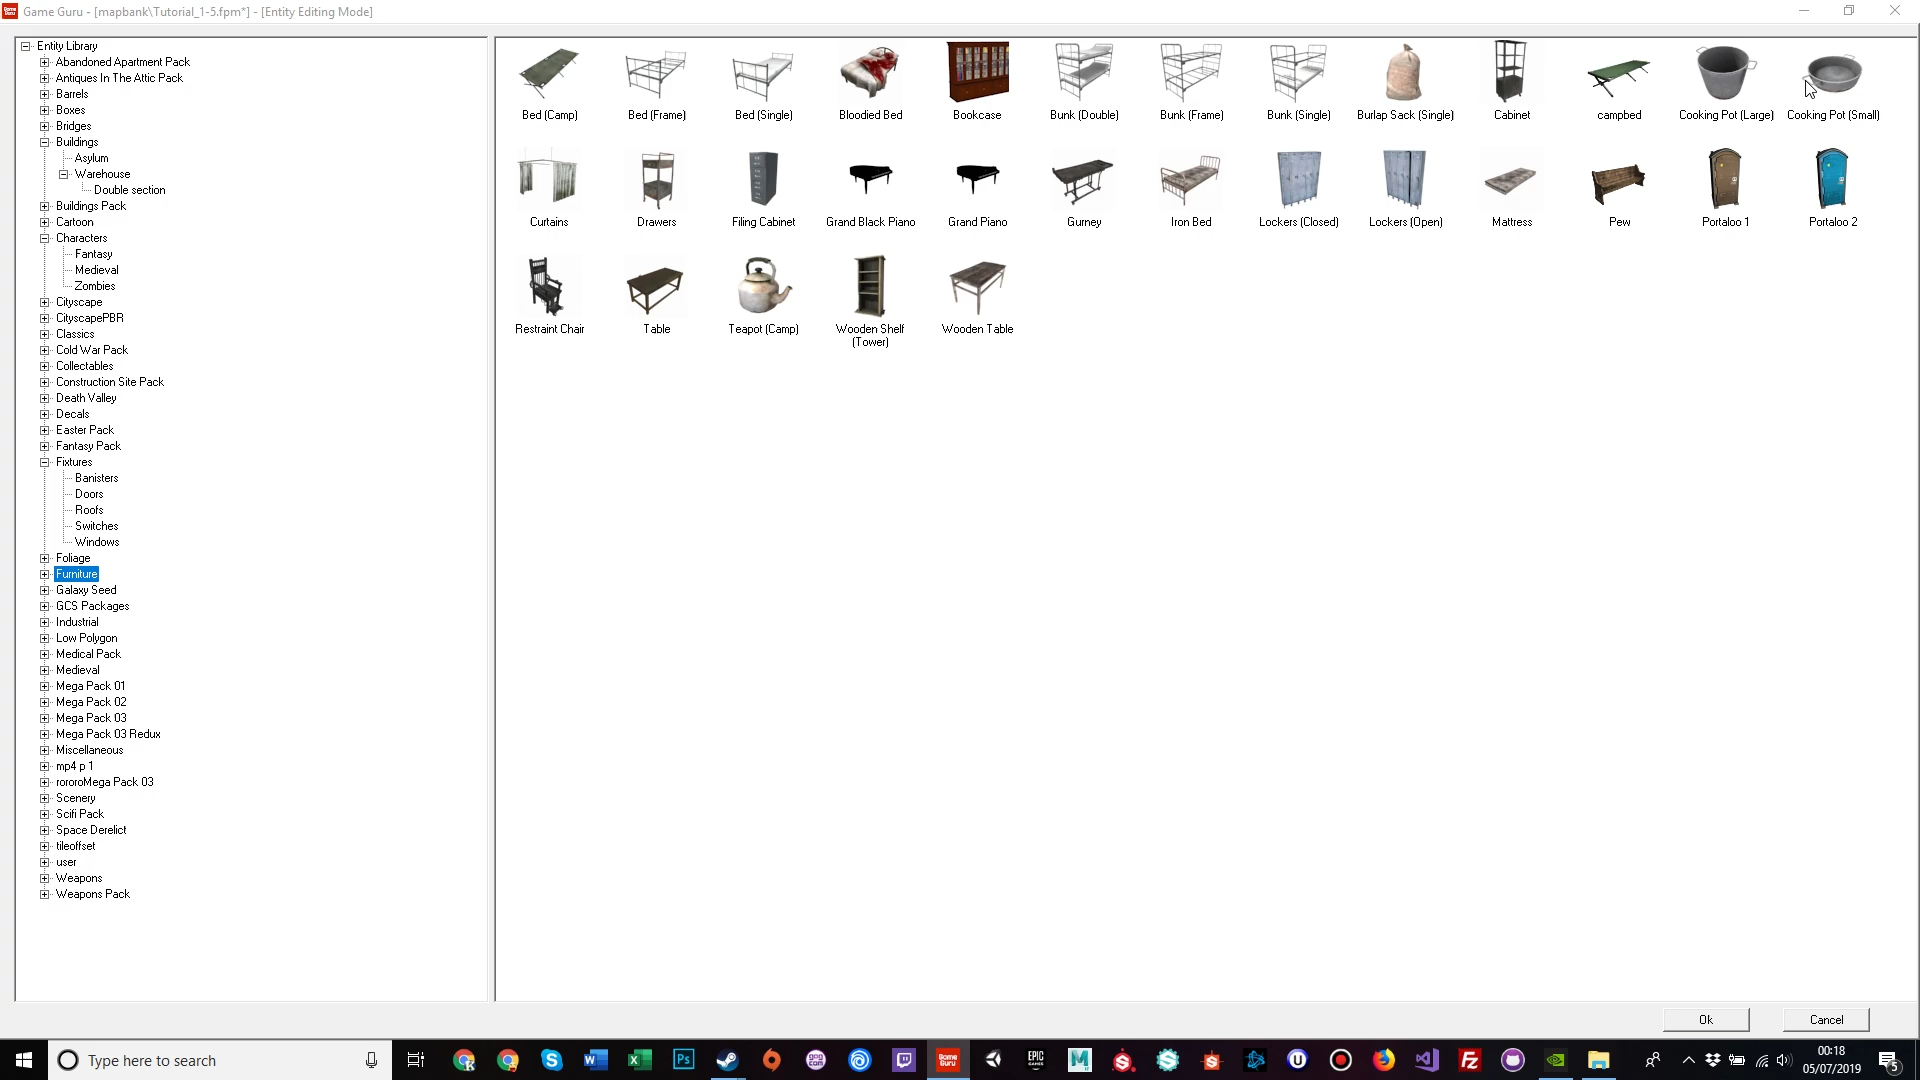 Game Guru - [mapbank\Tutorial_1-5.fpm*] - [Entity Editing Mode]
Entity Library
Abandoned Apartment Pack
Antiques In The Attic Pack
Barrels
Boxes
Bridges
Buildings
Asylum
Warehouse
Double section
Buildings Pack
Cartoon
Characters
Fantasy
Medieval
Zombies
Cityscape
CityscapePBR
Classics
Cold War Pack
Collectables
Construction Site Pack
Death Valley
Decals
Easter Pack
Fantasy Pack
Fixtures
Banisters
Doors
Roofs
Switches
Windows
Foliage
Furniture
Galaxy Seed
GCS Packages
Industrial
Low Polygon
Medical Pack
Medieval
Mega Pack 01
Mega Pack 02
Mega Pack 03
Mega Pack 03 Redux
Miscellaneous
mp4 p 1
rororoMega Pack 03
Scenery
Scifi Pack
Space Derelict
tileoffset
user
Weapons
Weapons Pack
Bed (Camp) Bed (Frame) Bed (Single) Bloodied Bed Bookcase Bunk (Double) Bunk (Frame) Bunk (Single) Burlap Sack (Single) Cabinet campbed Cooking Pot (Large) Cooking Pot (Small)
Curtains Drawers Filing Cabinet Grand Black Piano Grand Piano Gurney Iron Bed Lockers (Closed) Lockers (Open) Mattress Pew Portaloo 1 Portaloo 2
Restraint Chair Table Teapot (Camp) Wooden Shelf Wooden Table
(Tower)
Ok Cancel
Type here to search
00:18
05/07/2019
5